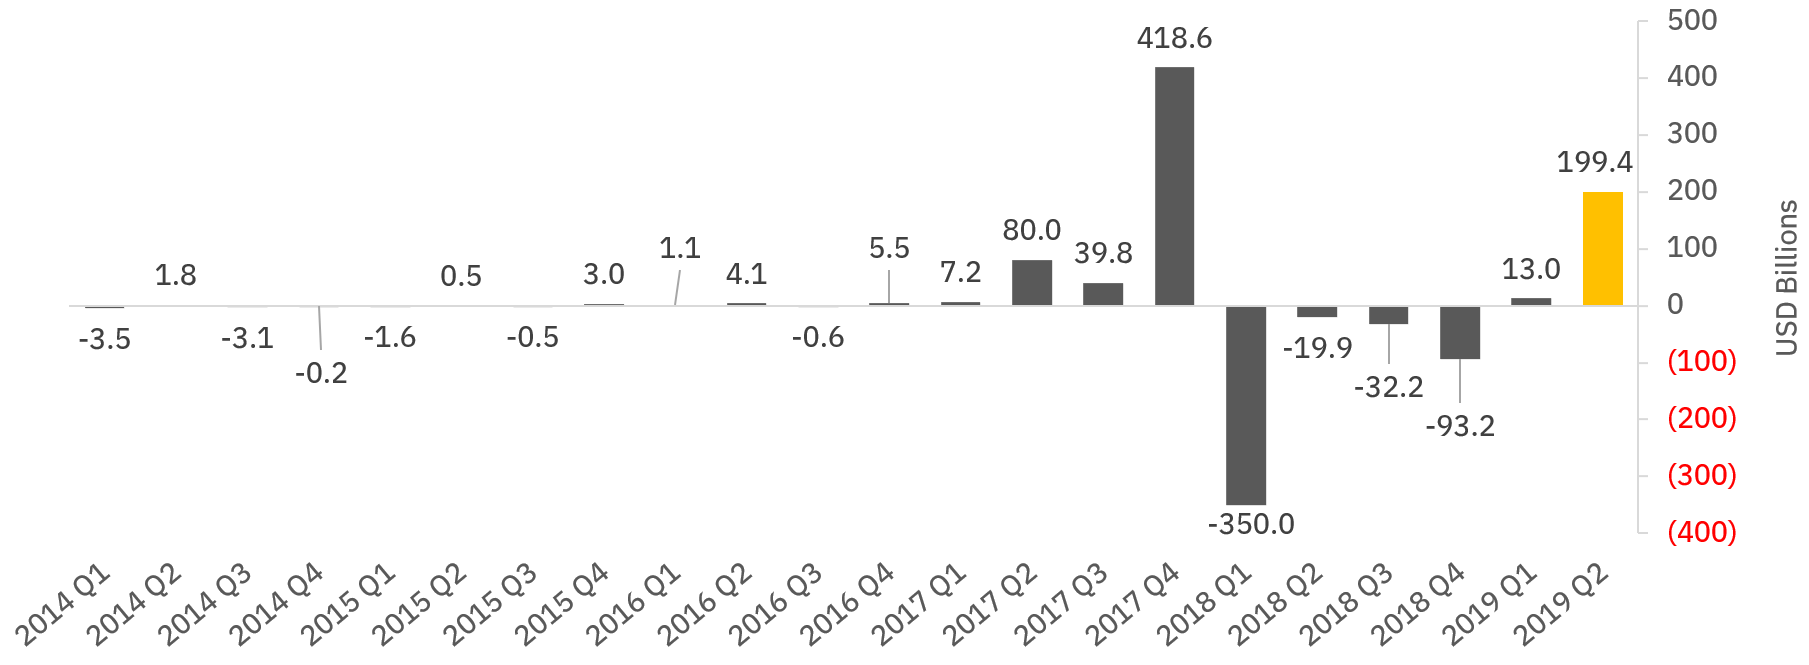 418.6
199.4
80.0
39.8
1.1
5.5
1.8
0.5
3.0
4.1
7.2
13.0
-3.5
-3.1
-0.2
-1.6
-0.5
-0.6
-350.0
-19.9
-32.2
-93.2
500
400
300
200
100
0
(100)
(200)
(300)
(400)
USD Billions
2014 Q1
2014 Q2
2014 Q3
2014 Q4
2015 Q1
2015 Q2
2015 Q3
2015 Q4
2016 Q1
2016 Q2
2016 Q3
2016 Q4
2017 Q1
2017 Q2
2017 Q3
2017 Q4
2018 Q1
2018 Q2
2018 Q3
2018 Q4
2019 Q1
2019 Q2